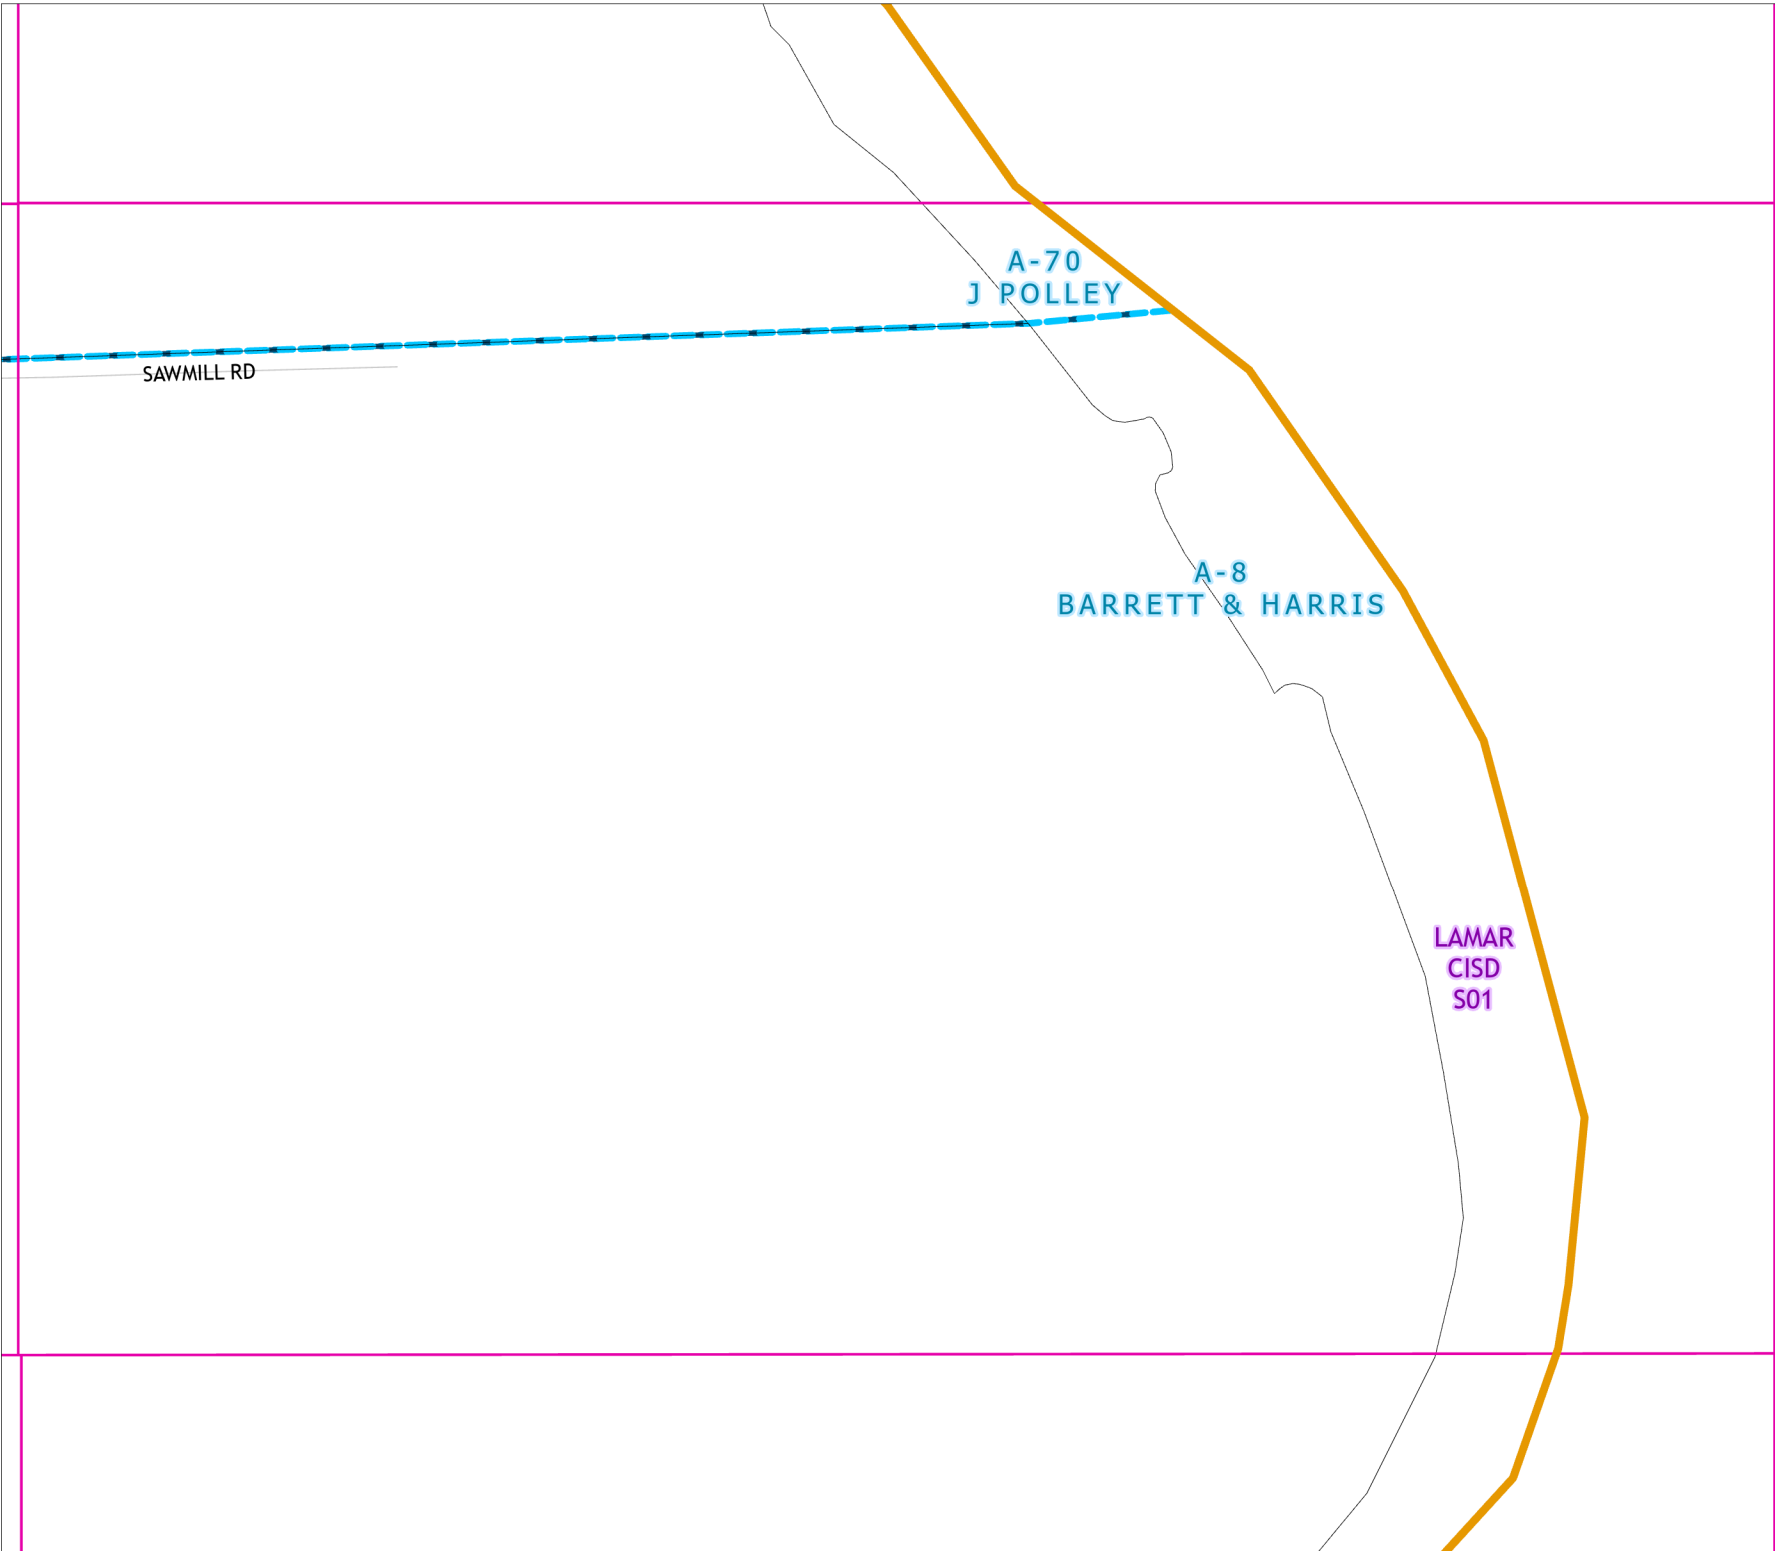 A-70
J POLLEY
SAWMILL RD
A-8
BARRETT & HARRIS
LAMAR
CISD
S01